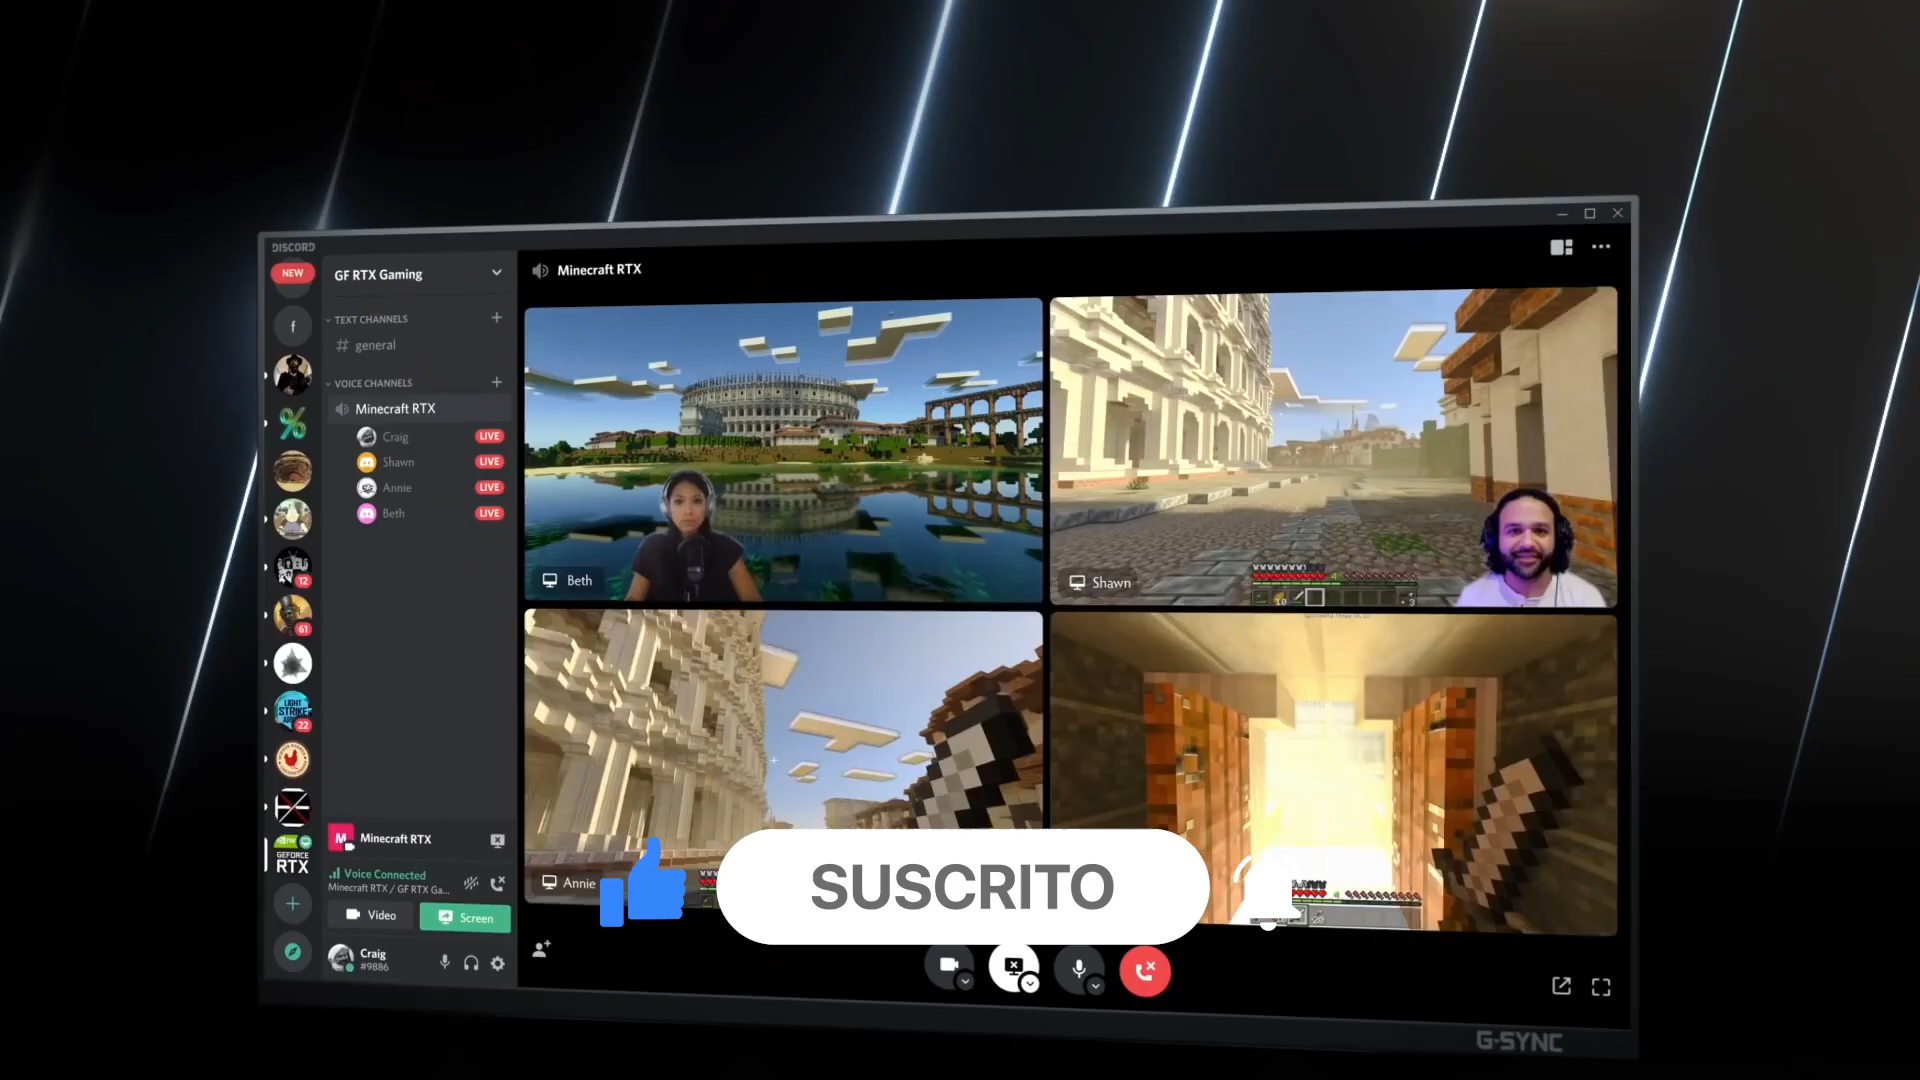 DISCORD
NEW
GF RTX Gaming
TEXT CHANNELS
# general
VOICE CHANNELS
Minecraft RTX
Craig LIVE
Shawn LIVE
Annie LIVE
Beth LIVE
f
12
61
LIGHT
STRIKE
22
GEFORCE
RTX
M Minecraft RTX
Voice Connected
Minecraft RTX / GF RTX Ga...
Video
Screen
Craig
#9886
Minecraft RTX
Beth
Shawn
Annie
SUSCRITO
G-SYNC